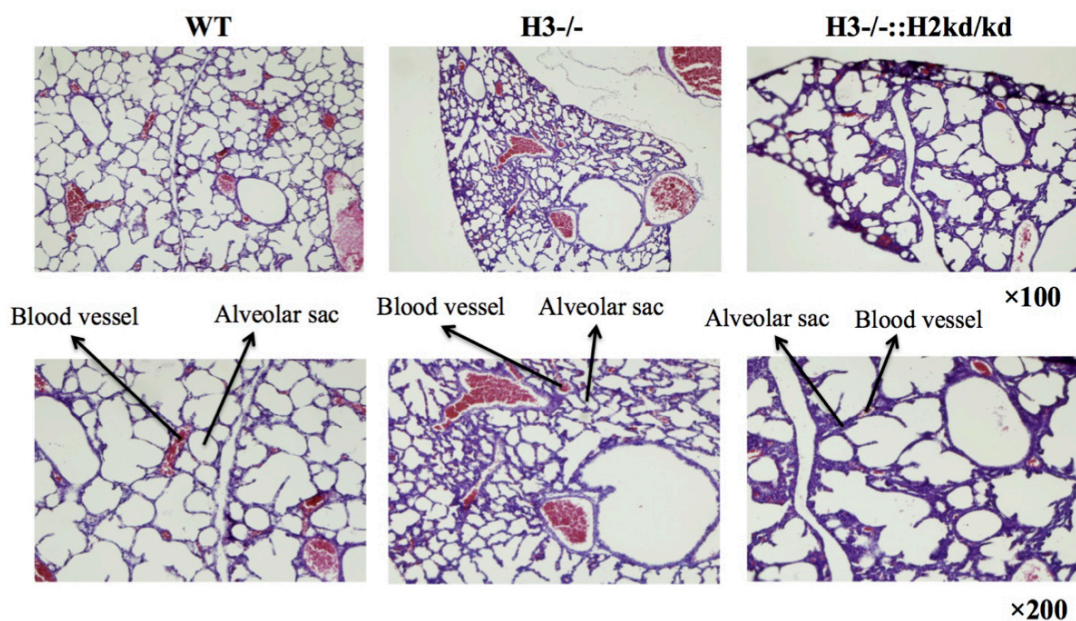 WT H3-/- H3-/-::H2kd/kd
×100
Blood vessel Alveolar sac
Blood vessel Alveolar sac
Alveolar sac Blood vessel
×200